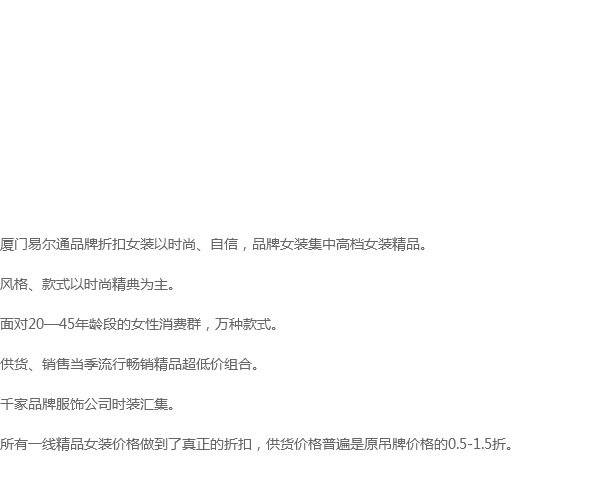 厦门易尔通品牌折扣女装以时尚、自信，品牌女装集中高档女装精品。
风格、款式以时尚精典为主。
面对20—45年龄段的女性消费群，万种款式。
供货、销售当季流行畅销精品超低价组合。
千家品牌服饰公司时装汇集。
所有一线精品女装价格做到了真正的折扣，供货价格普遍是原吊牌价格的0.5-1.5折。